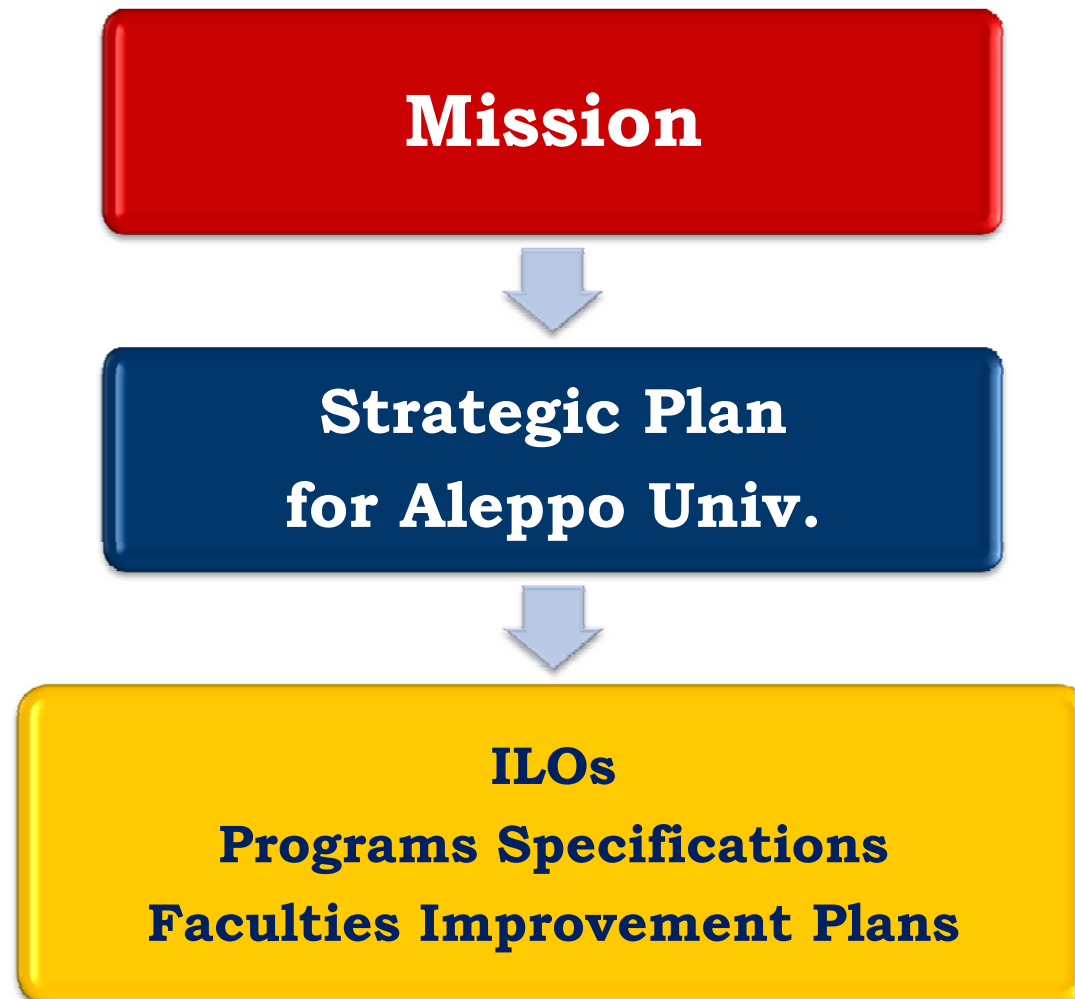 Mission
Strategic Plan
for Aleppo Univ.
ILOs
Programs Specifications
Faculties Improvement Plans